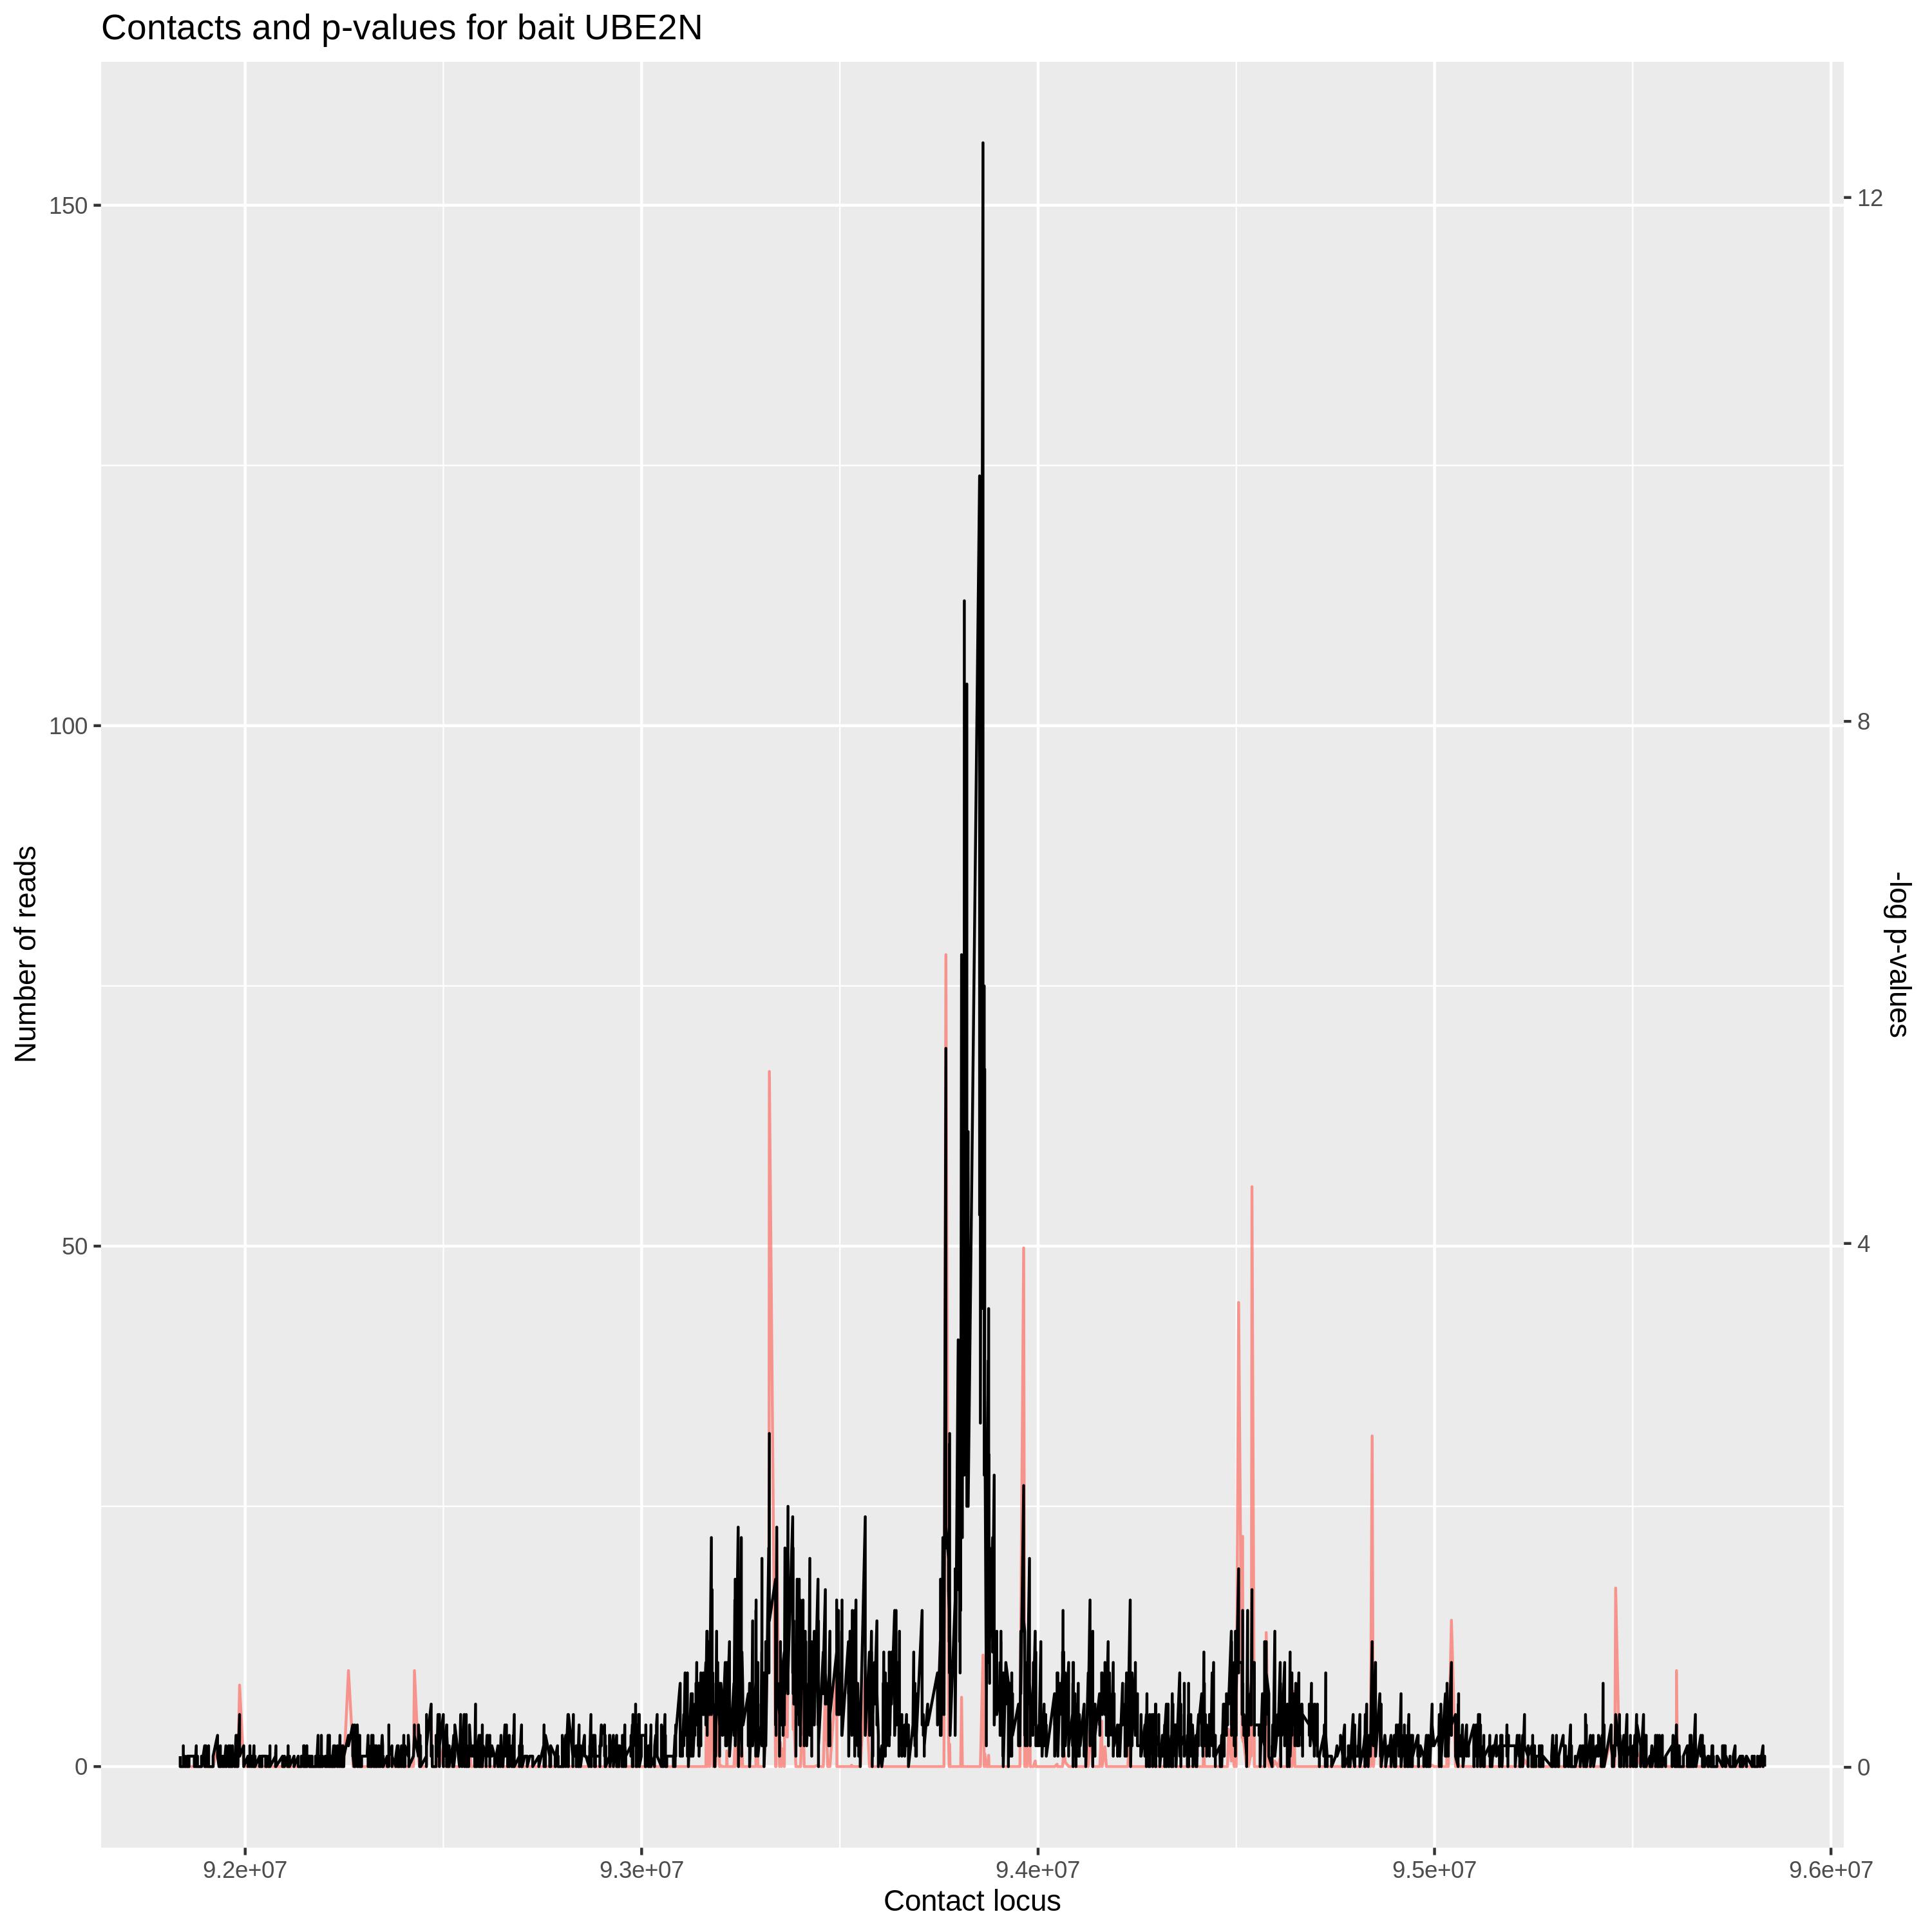 Contacts and p-values for bait UBE2N
150
100
50
0
Number of reads
12
8
4
0
-log p-values
9.2e+07
9.3e+07
9.4e+07
9.5e+07
9.6e+07
Contact locus